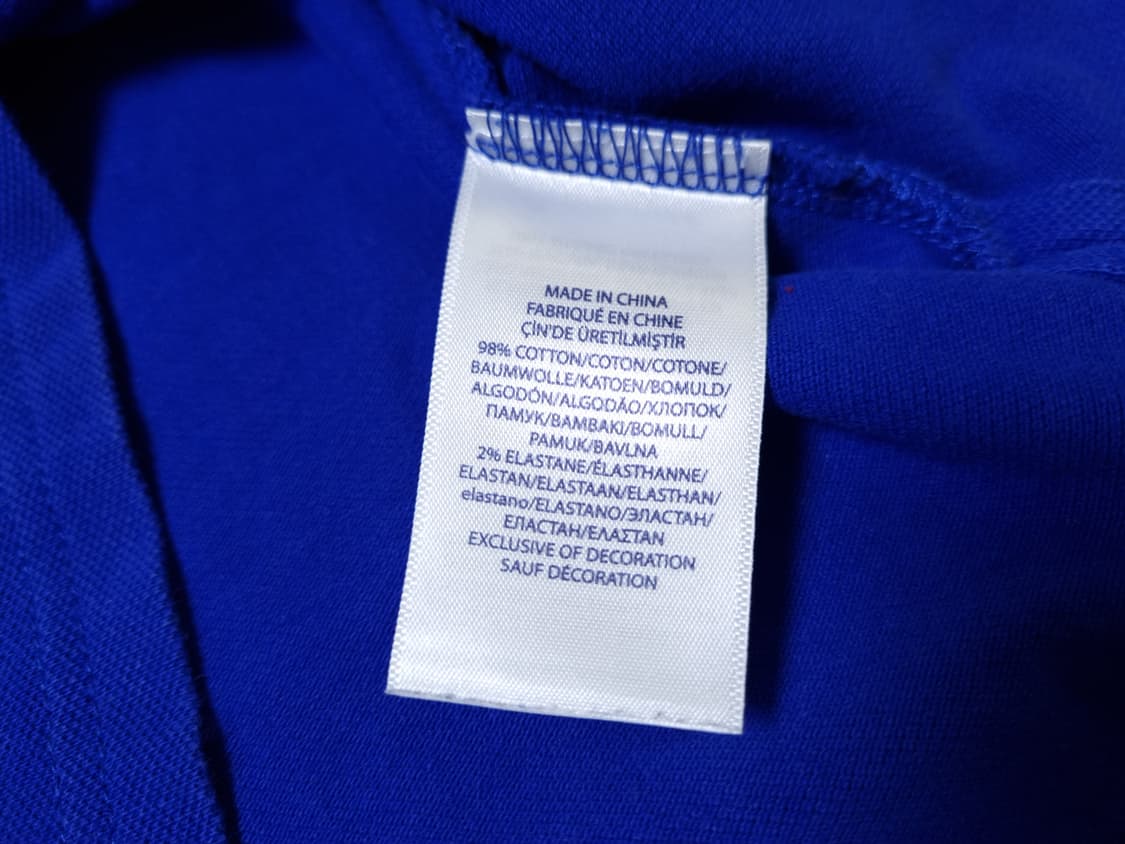 MADE IN CHINA
FABRIQUÉ EN CHINE
ÇİN'DE ÜRETİLMİŞTİR
98% COTTON/COTON/COTONE/
BAUMWOLLE/KATOEN/BOMULD/
ALGODÓN/ALGODÃO/ХЛОПОК/
ПАМУК/BAMBAKI/BOMULL/
PAMUK/BAVLNA
2% ELASTANE/ÉLASTHANNE/
ELASTAN/ELASTAAN/ELASTHAN/
elastano/ELASTANO/ЭЛАСТАН/
ЕЛАСТАН/ΕΛΑΣΤΑΝ
EXCLUSIVE OF DECORATION
SAUF DÉCORATION